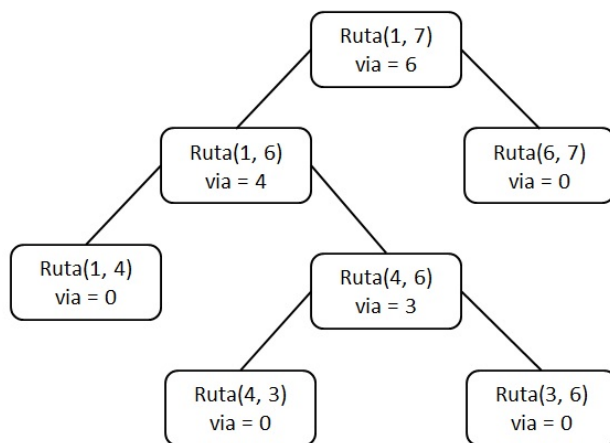 Ruta(1, 7)
via = 6
Ruta(1, 6)
via = 4
Ruta(6, 7)
via = 0
Ruta(1, 4)
via = 0
Ruta(4, 6)
via = 3
Ruta(4, 3)
via = 0
Ruta(3, 6)
via = 0